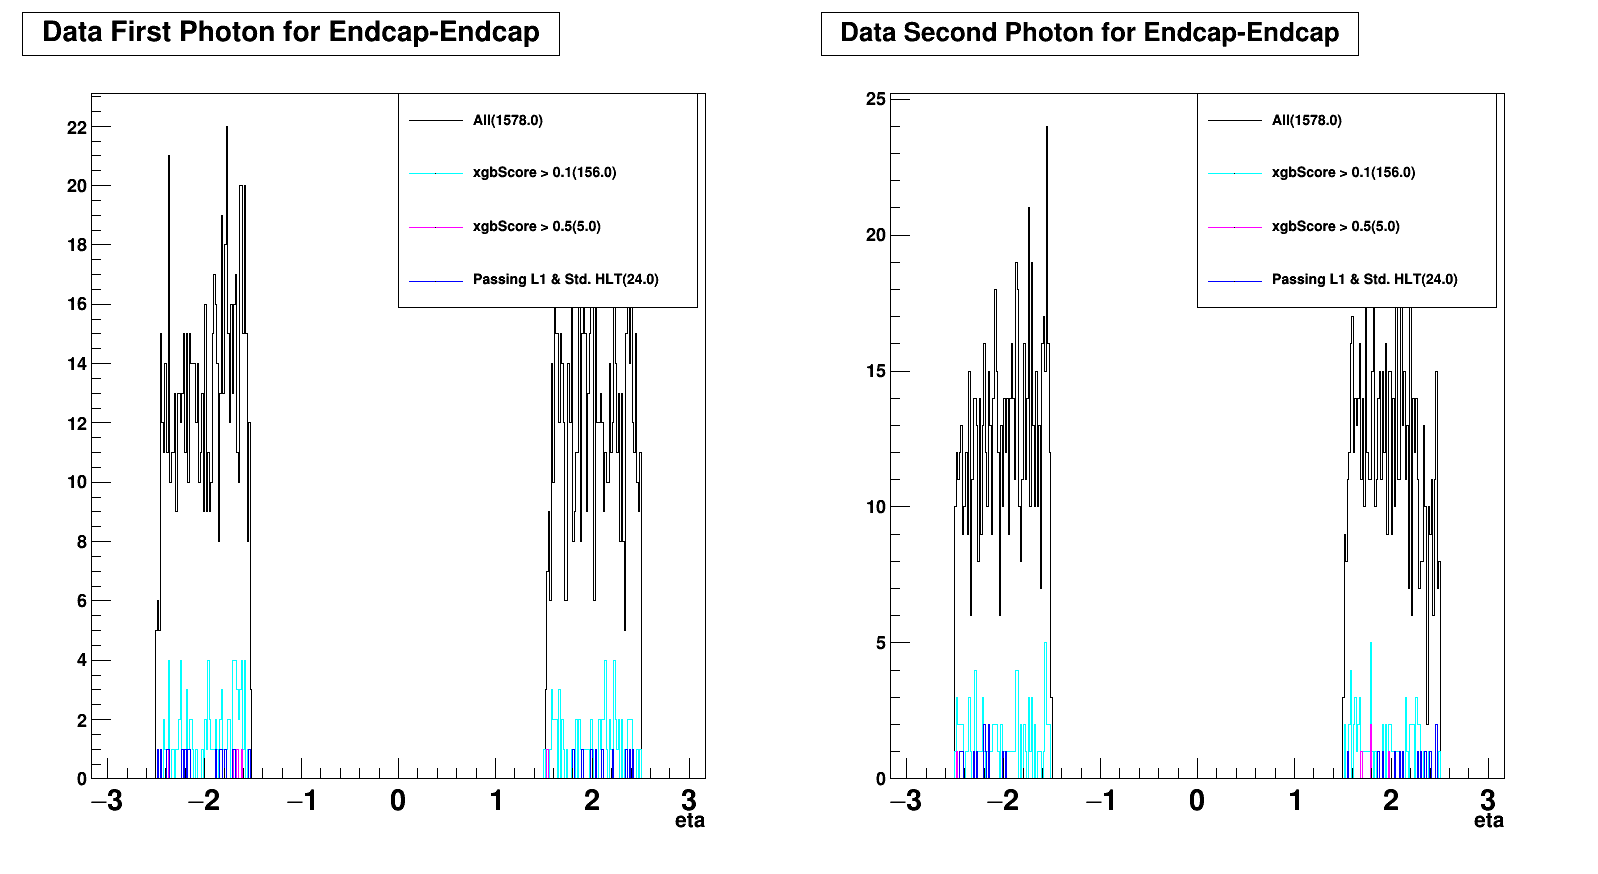 Data First Photon for Endcap-Endcap
All(1578.0)
xgbScore > 0.1(156.0)
xgbScore > 0.5(5.0)
Passing L1 & Std. HLT(24.0)
22
20
18
16
14
12
10
8
6
4
2
0
−3 −2 −1 0 1 2 3
eta
Data Second Photon for Endcap-Endcap
All(1578.0)
xgbScore > 0.1(156.0)
xgbScore > 0.5(5.0)
Passing L1 & Std. HLT(24.0)
25
20
15
10
5
0
−3 −2 −1 0 1 2 3
eta